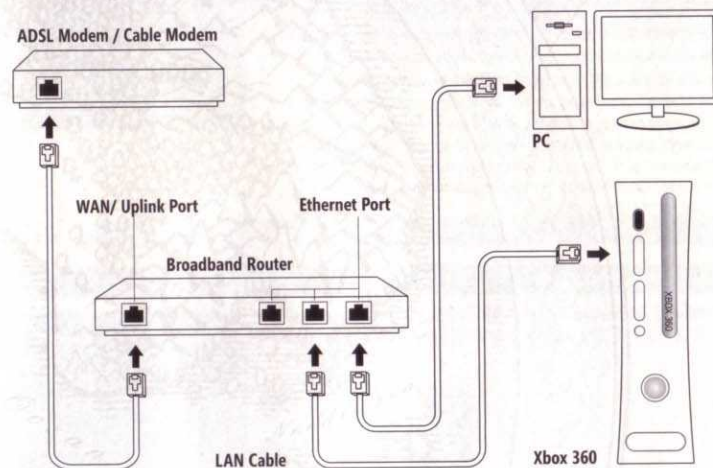 ADSL Modem / Cable Modem
PC
WAN/ Uplink Port
Ethernet Port
Broadband Router
XBOX 360
LAN Cable
Xbox 360